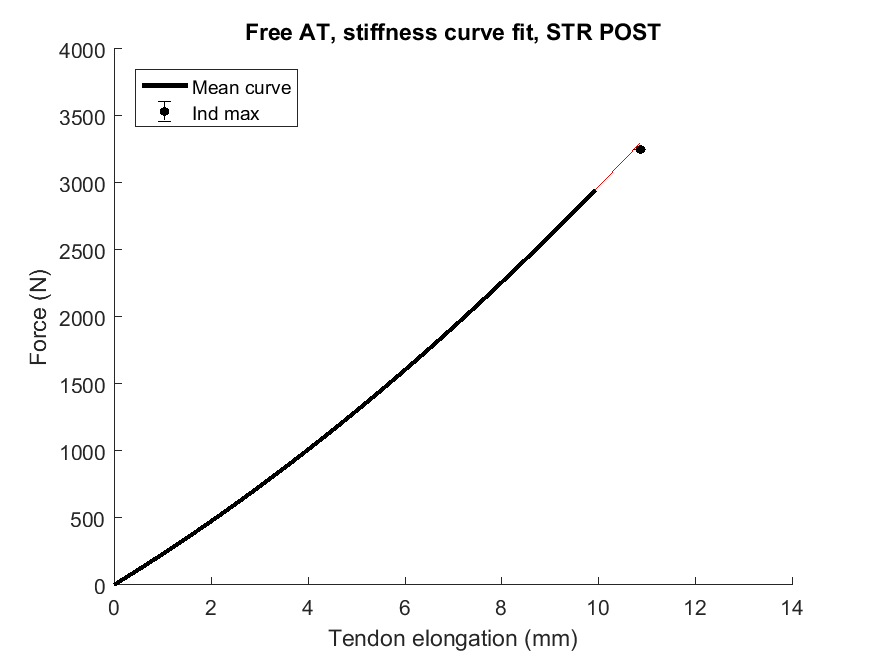 Free AT, stiffness curve fit, STR POST
4000
3500
3000
2500
2000
1500
1000
500
0
Mean curve
Ind max
Force (N)
0 2 4 6 8 10 12 14
Tendon elongation (mm)